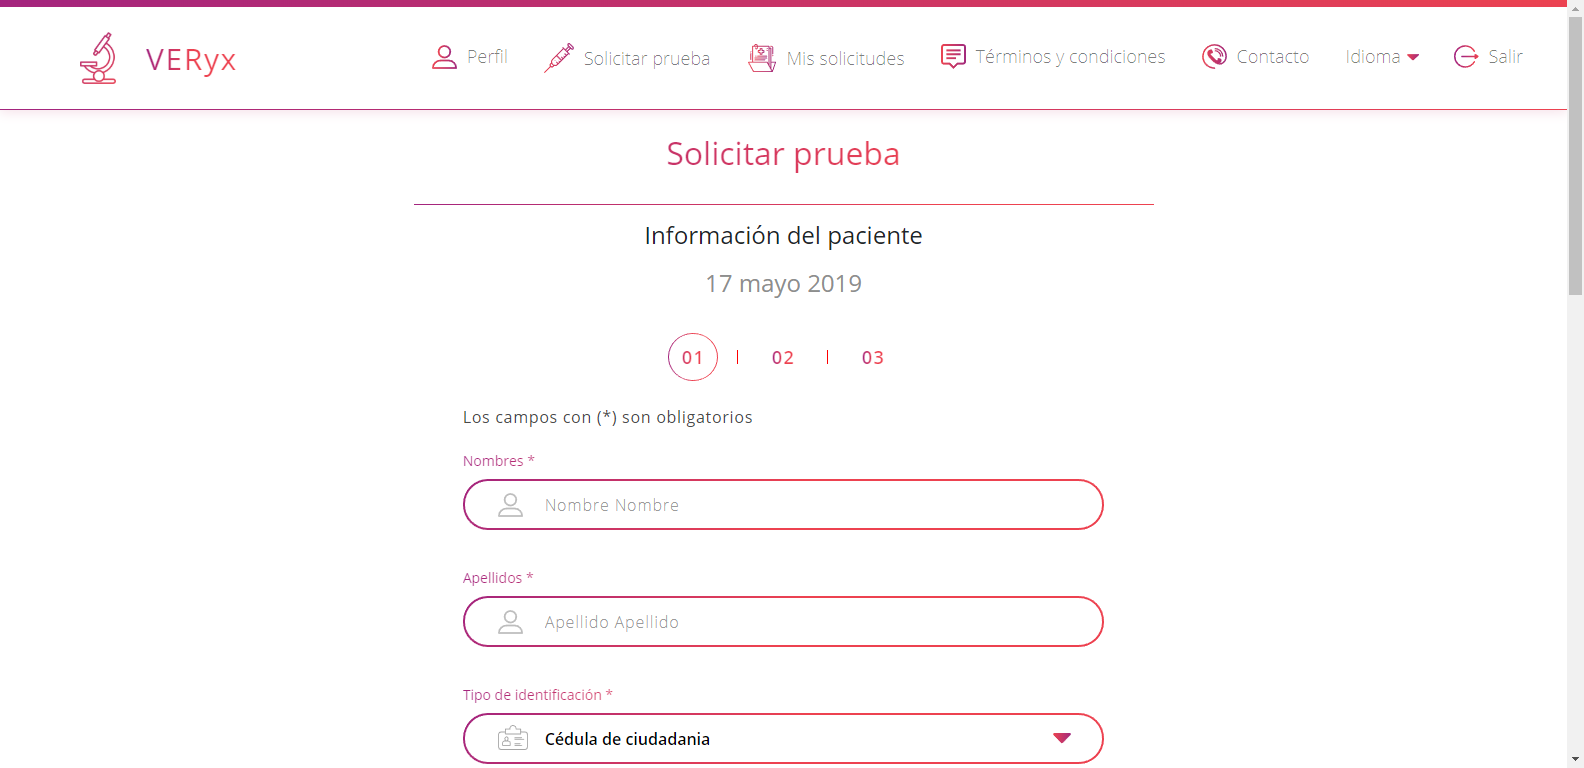 VERyx
Perfil
Solicitar prueba
Mis solicitudes
Términos y condiciones
Contacto
Idioma
Salir
Solicitar prueba
Información del paciente
17 mayo 2019
01 | 02 | 03
Los campos con (*) son obligatorios
Nombres *
Nombre Nombre
Apellidos *
Apellido Apellido
Tipo de identificación *
Cédula de ciudadania